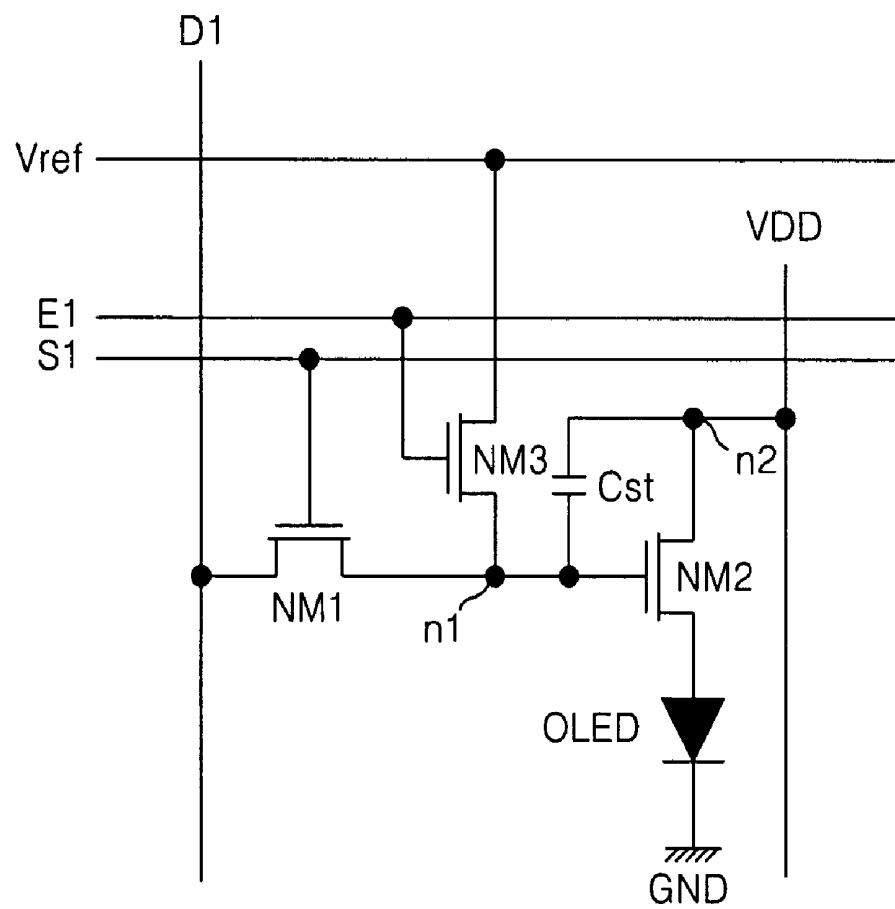 D1
Vref
VDD
E1
S1
NM3
n2
Cst
NM2
NM1
n1
OLED
GND